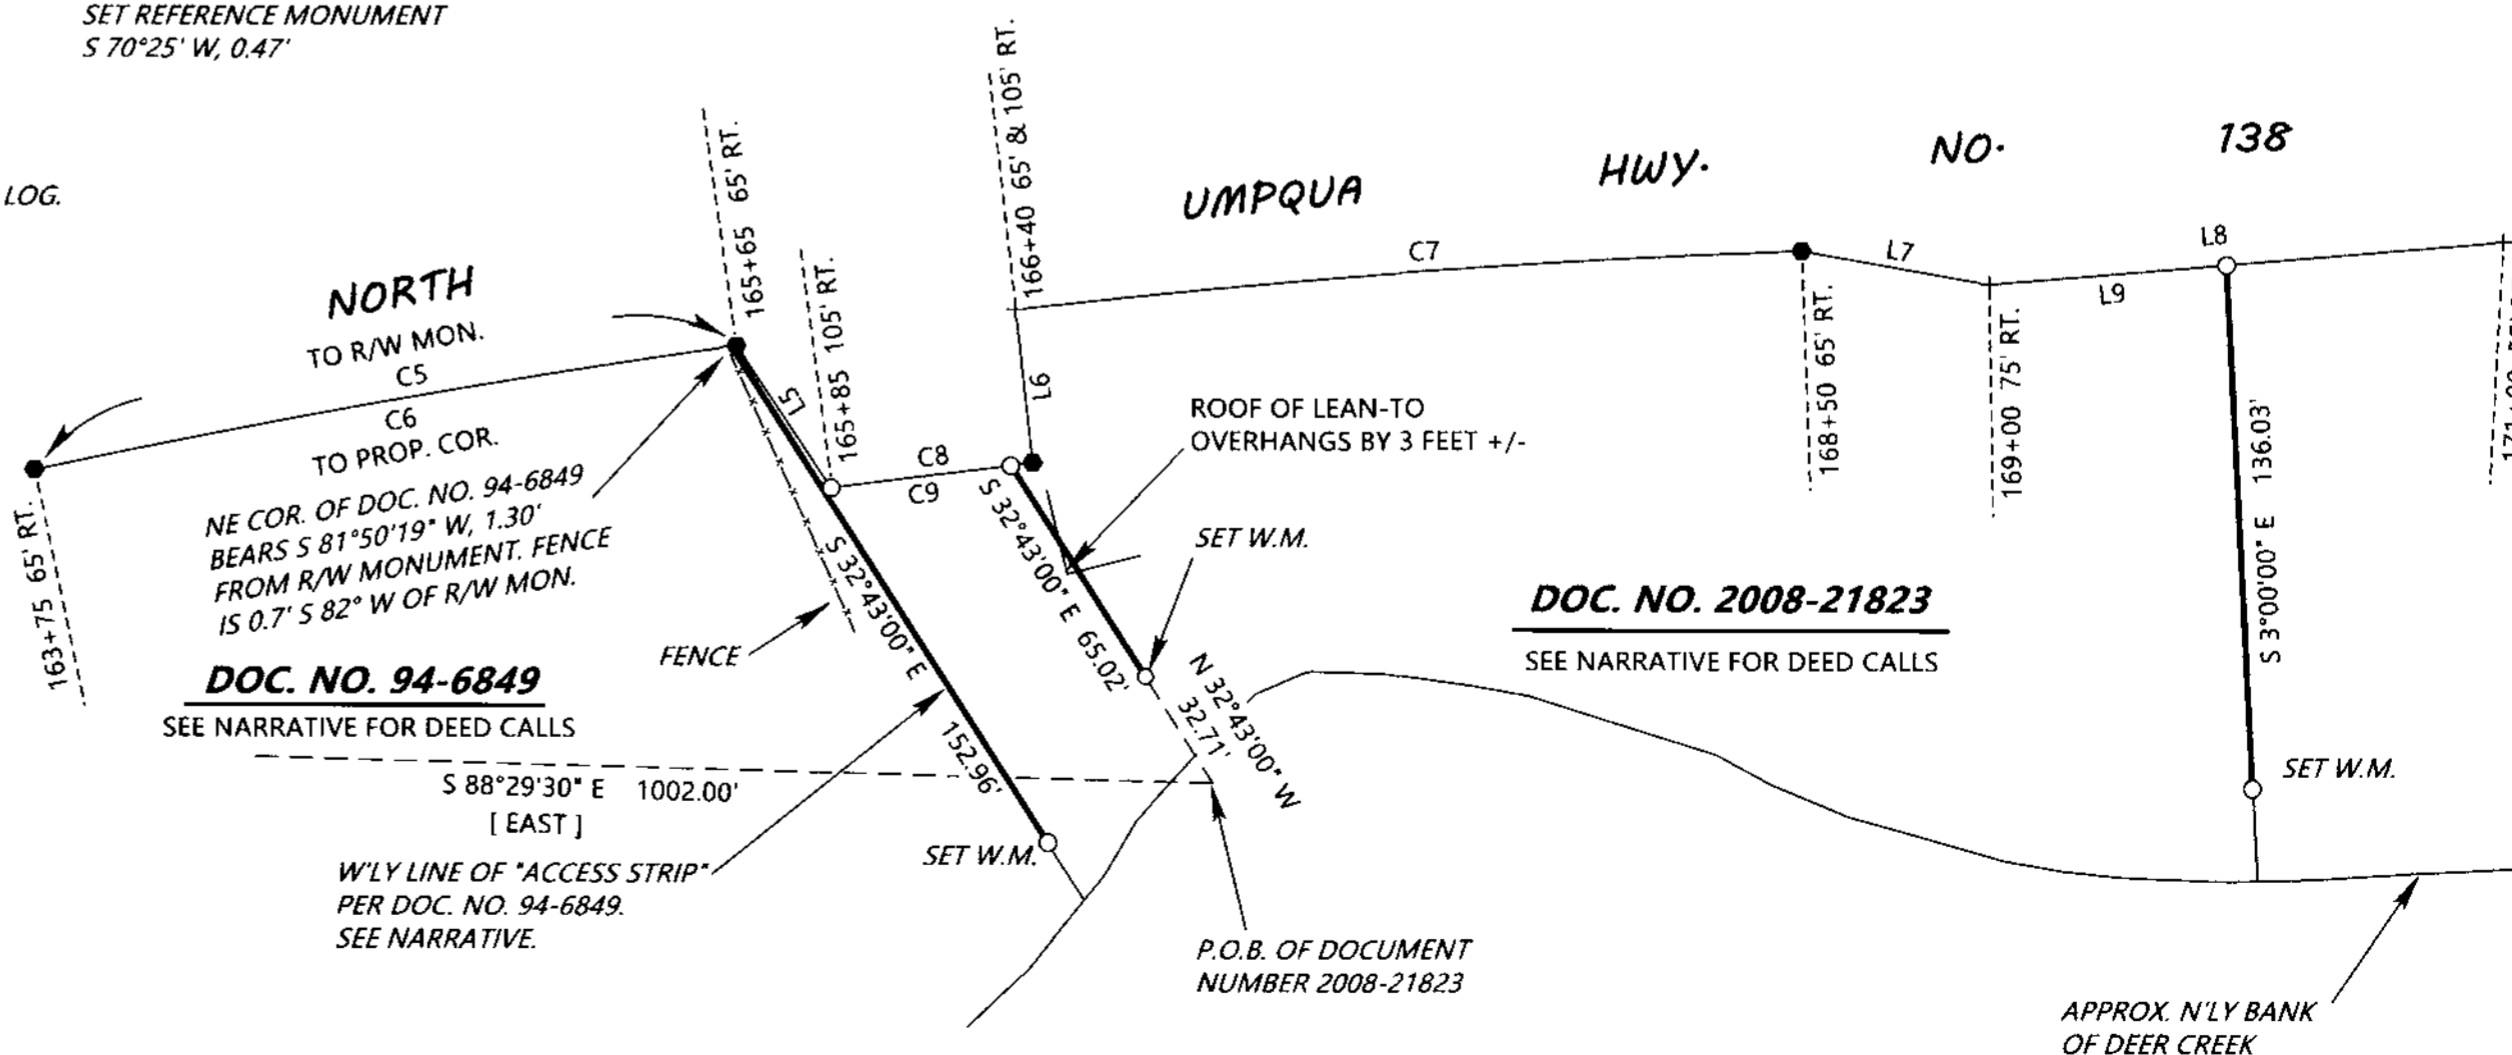 SET REFERENCE MONUMENT
S 70°25' W, 0.47'
LOG.
NORTH
UMPQUA
HWY.
NO.
138
TO R/W MON.
C5
C6
TO PROP. COR.
163+75 65' RT.
165+65 65' RT.
165+85 105' RT.
166+40 65' & 105' RT.
L5
L6
C7
C8
C9
L7
L8
L9
168+50 65' RT.
169+00 75' RT.
NE COR. OF DOC. NO. 94-6849
BEARS S 81°50'19" W, 1.30'
FROM R/W MONUMENT. FENCE
IS 0.7' S 82° W OF R/W MON.
ROOF OF LEAN-TO
OVERHANGS BY 3 FEET +/-
SET W.M.
S 32°43'00" E 65.02'
S 32°43'00" E
152.96'
N 32°43'00" W
32.71'
FENCE
DOC. NO. 94-6849
SEE NARRATIVE FOR DEED CALLS
DOC. NO. 2008-21823
SEE NARRATIVE FOR DEED CALLS
S 3°00'00" E 136.03'
SET W.M.
S 88°29'30" E 1002.00'
[ EAST ]
SET W.M.
W'LY LINE OF "ACCESS STRIP"
PER DOC. NO. 94-6849.
SEE NARRATIVE.
P.O.B. OF DOCUMENT
NUMBER 2008-21823
APPROX. N'LY BANK
OF DEER CREEK